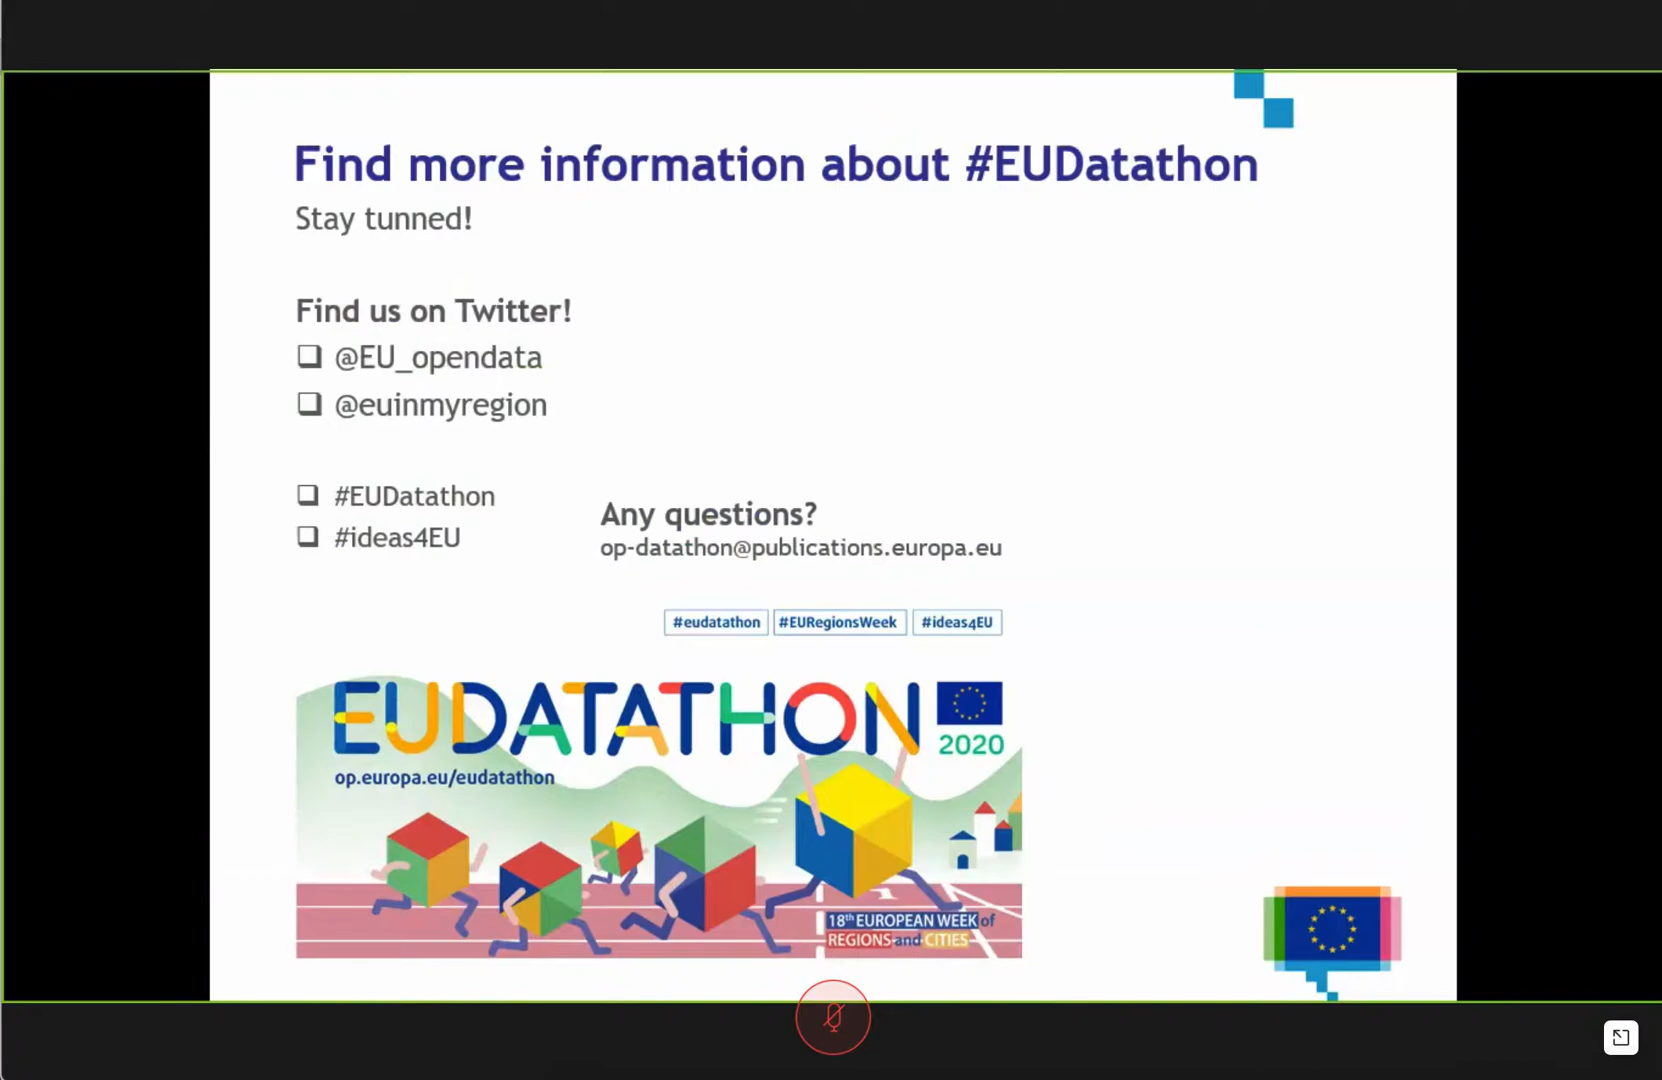 Find more information about #EUDatathon
Stay tunned!
Find us on Twitter!
@EU_opendata
@euinmyregion
#EUDatathon
#ideas4EU
Any questions?
op-datathon@publications.europa.eu
#eudatathon #EURegionsWeek #ideas4EU
EUDATATHON
2020
op.europa.eu/eudatathon
18th EUROPEAN WEEK of
REGIONS and CITIES